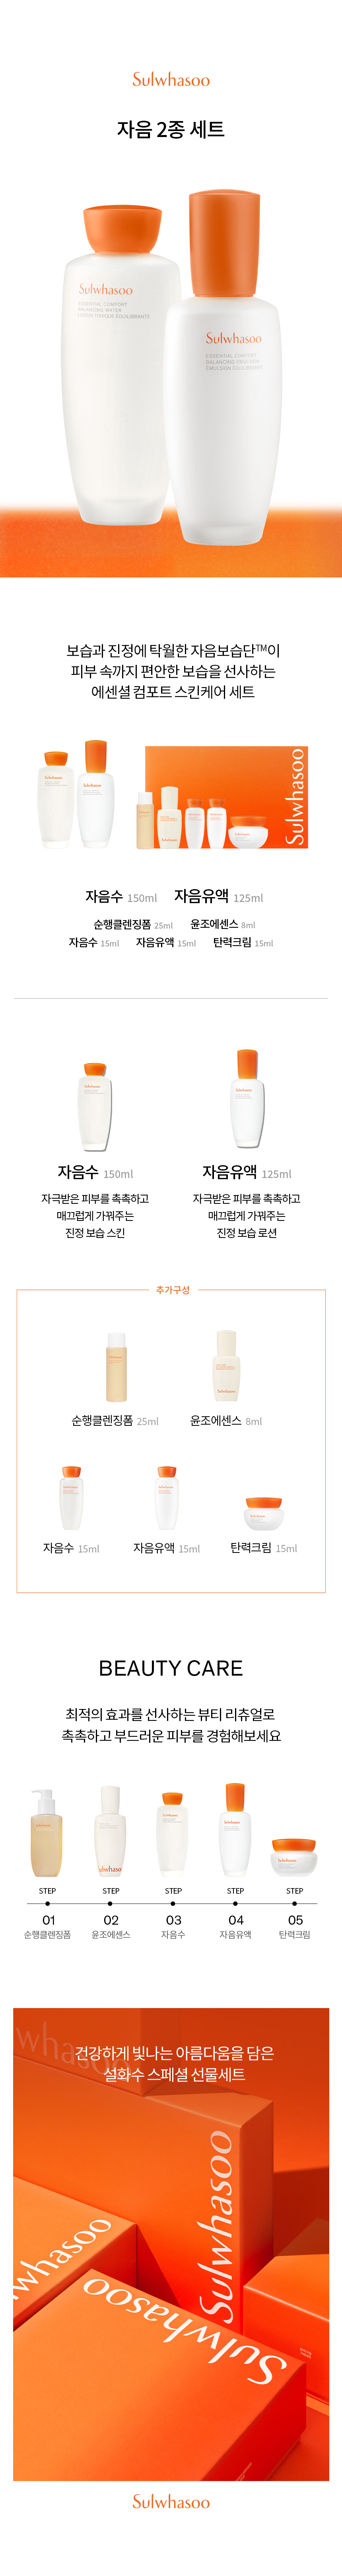 Sulwhasoo
자음 2종 세트
Sulwhasoo
ESSENTIAL COMFORT
BALANCING WATER
LOTION TONIQUE ÉQUILIBRANTE
Sulwhasoo
ESSENTIAL COMFORT
BALANCING EMULSION
EMULSION ÉQUILIBRANTE
보습과 진정에 탁월한 자음보습단™이
피부 속까지 편안한 보습을 선사하는
에센셜 컴포트 스킨케어 세트
Sulwhasoo
자음수 150ml 자음유액 125ml
순행클렌징폼 25ml 윤조에센스 8ml
자음수 15ml 자음유액 15ml 탄력크림 15ml
자음수 150ml
자극받은 피부를 촉촉하고
매끄럽게 가꿔주는
진정 보습 스킨
자음유액 125ml
자극받은 피부를 촉촉하고
매끄럽게 가꿔주는
진정 보습 로션
추가구성
순행클렌징폼 25ml 윤조에센스 8ml
자음수 15ml 자음유액 15ml 탄력크림 15ml
BEAUTY CARE
최적의 효과를 선사하는 뷰티 리츄얼로
촉촉하고 부드러운 피부를 경험해보세요
STEP STEP STEP STEP STEP
01 02 03 04 05
순행클렌징폼 윤조에센스 자음수 자음유액 탄력크림
whasoo
건강하게 빛나는 아름다움을 담은
설화수 스페셜 선물세트
Sulwhasoo
lwhasoo
Sulwhasoo
Sulwhasoo